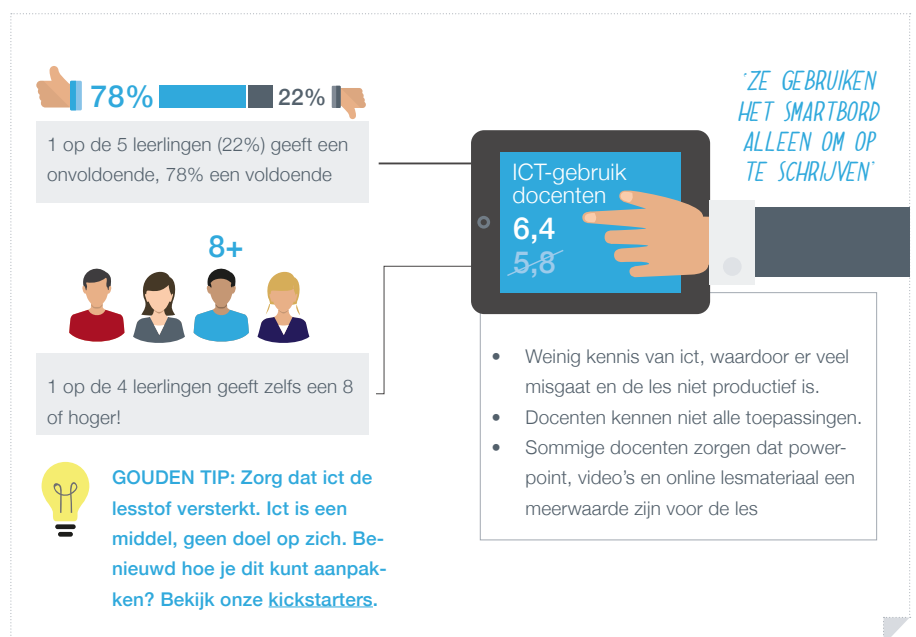 78%
22%
1 op de 5 leerlingen (22%) geeft een
onvoldoende, 78% een voldoende
8+
1 op de 4 leerlingen geeft zelfs een 8
of hoger!
GOUDEN TIP: Zorg dat ict de
lesstof versterkt. Ict is een
middel, geen doel op zich. Be-
nieuwd hoe je dit kunt aanpak-
ken? Bekijk onze kickstarters.
ICT-gebruik
docenten
6,4
5,8
'ZE GEBRUIKEN
HET SMARTBORD
ALLEEN OM OP
TE SCHRIJVEN'
• Weinig kennis van ict, waardoor er veel
misgaat en de les niet productief is.
• Docenten kennen niet alle toepassingen.
• Sommige docenten zorgen dat power-
point, video's en online lesmateriaal een
meerwaarde zijn voor de les